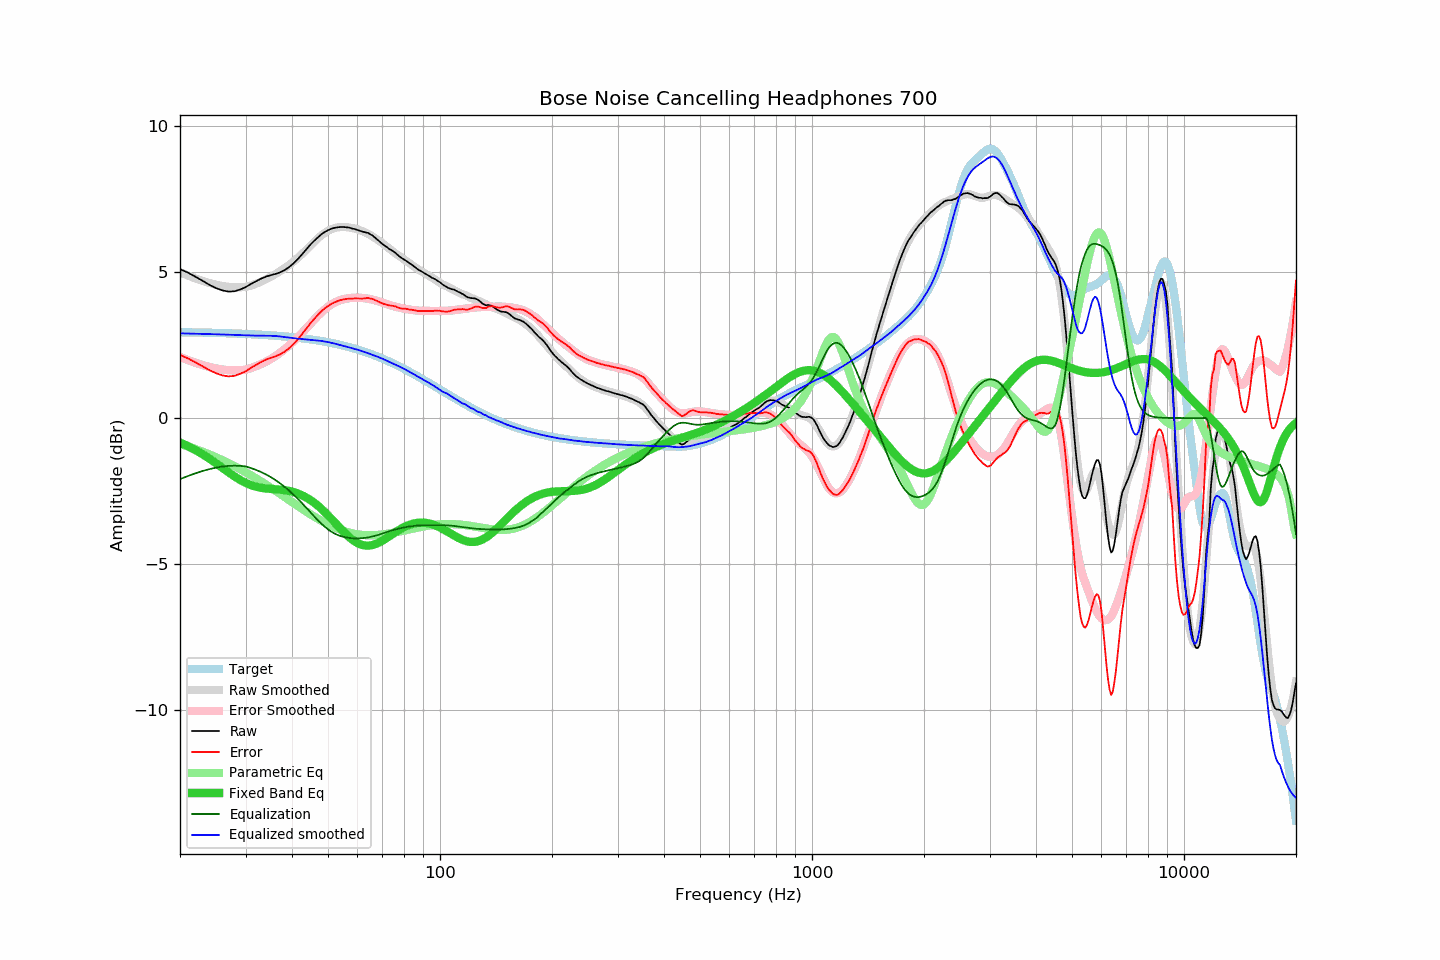 Bose Noise Cancelling Headphones 700
10
5
0
−5
−10
Amplitude (dBr)
Target
Raw Smoothed
Error Smoothed
Raw
Error
Parametric Eq
Fixed Band Eq
Equalization
Equalized smoothed
100
1000
10000
Frequency (Hz)